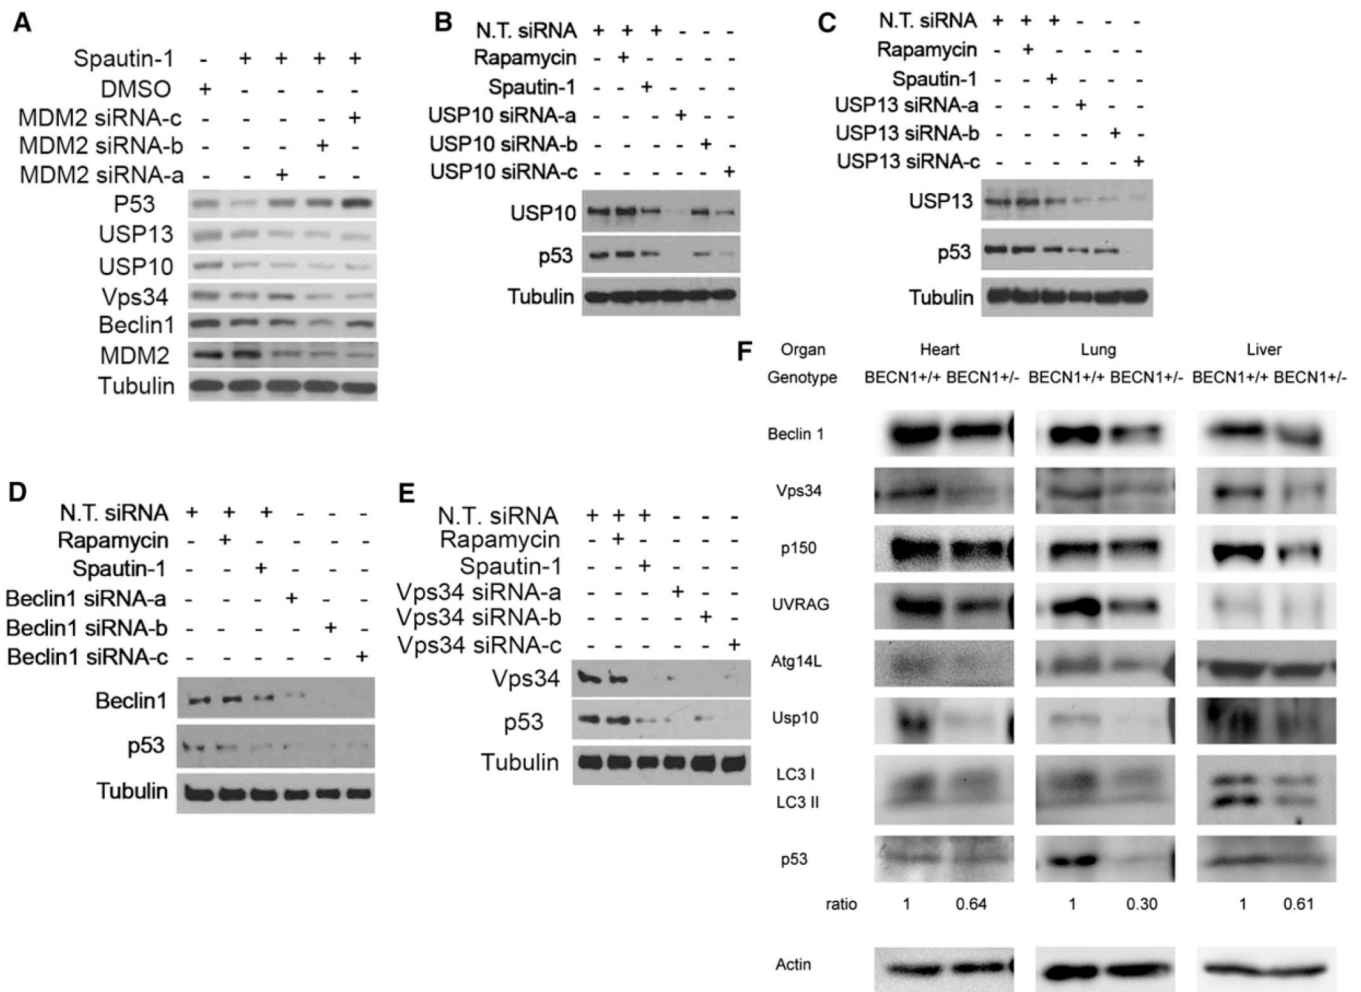 A
Spautin-1 - + + + +
DMSO + - - - -
MDM2 siRNA-c - - - - +
MDM2 siRNA-b - - - + -
MDM2 siRNA-a - - + - -
P53
USP13
USP10
Vps34
Beclin1
MDM2
Tubulin
B
N.T. siRNA + + + - - -
Rapamycin - + - - - -
Spautin-1 - - + - - -
USP10 siRNA-a - - - + - -
USP10 siRNA-b - - - - + -
USP10 siRNA-c - - - - - +
USP10
p53
Tubulin
C
N.T. siRNA + + + - - -
Rapamycin - + - - - -
Spautin-1 - - + - - -
USP13 siRNA-a - - - + - -
USP13 siRNA-b - - - - + -
USP13 siRNA-c - - - - - +
USP13
p53
Tubulin
D
N.T. siRNA + + + - - -
Rapamycin - + - - - -
Spautin-1 - - + - - -
Beclin1 siRNA-a - - - + - -
Beclin1 siRNA-b - - - - + -
Beclin1 siRNA-c - - - - - +
Beclin1
p53
Tubulin
E
N.T. siRNA + + + - - -
Rapamycin - + - - - -
Spautin-1 - - + - - -
Vps34 siRNA-a - - - + - -
Vps34 siRNA-b - - - - + -
Vps34 siRNA-c - - - - - +
Vps34
p53
Tubulin
F
Organ Heart Lung Liver
Genotype BECN1+/+ BECN1+/- BECN1+/+ BECN1+/- BECN1+/+ BECN1+/-
Beclin 1
Vps34
p150
UVRAG
Atg14L
Usp10
LC3 I
LC3 II
p53
ratio 1 0.64 1 0.30 1 0.61
Actin